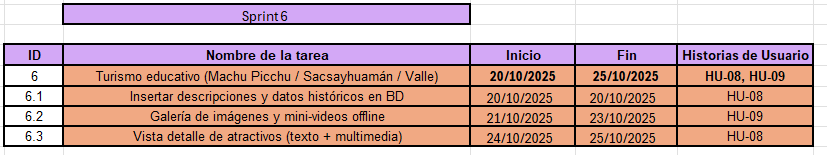 Sprint 6
ID Nombre de la tarea Inicio Fin Historias de Usuario
6 Turismo educativo (Machu Picchu / Sacsayhuamán / Valle) 20/10/2025 25/10/2025 HU-08, HU-09
6.1 Insertar descripciones y datos históricos en BD 20/10/2025 20/10/2025 HU-08
6.2 Galería de imágenes y mini-videos offline 21/10/2025 23/10/2025 HU-09
6.3 Vista detalle de atractivos (texto + multimedia) 24/10/2025 25/10/2025 HU-08